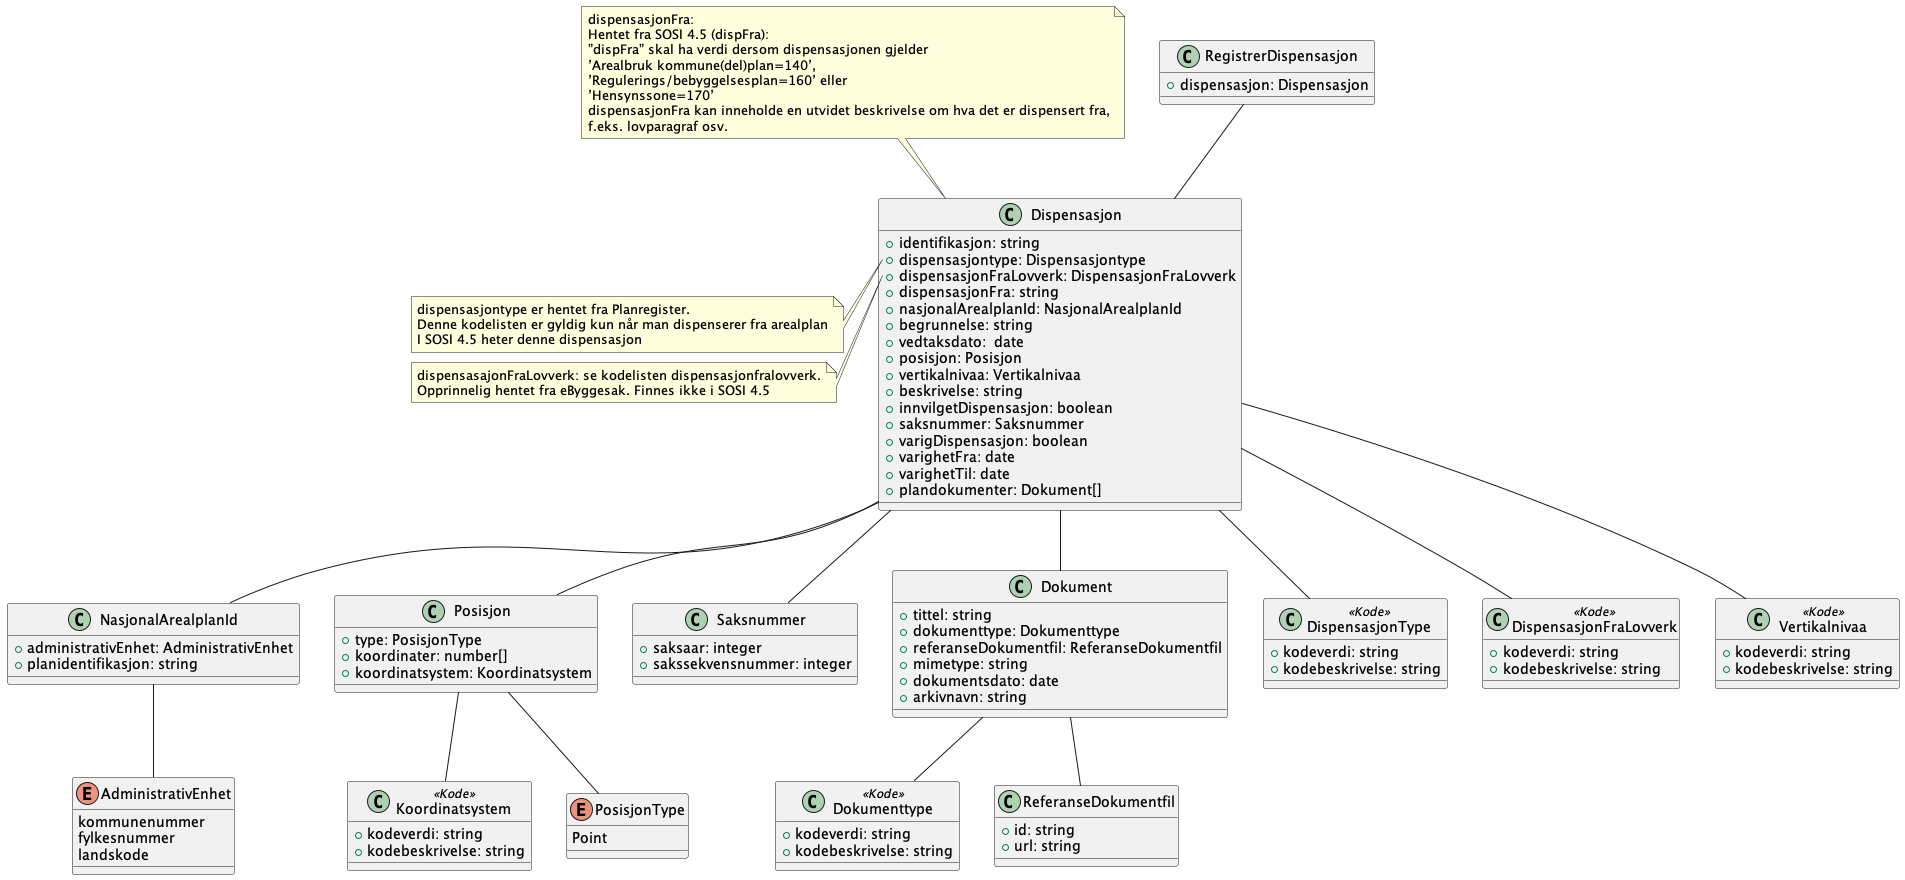 dispensasjonFra:
Hentet fra SOSI 4.5 (dispFra):
"dispFra" skal ha verdi dersom dispensasjonen gjelder
’Arealbruk kommune(del)plan=140’,
’Regulerings/bebyggelsesplan=160’ eller
’Hensynssone=170’
dispensasjonFra kan inneholde en utvidet beskrivelse om hva det er dispensert fra,
f.eks. lovparagraf osv.
C RegistrerDispensasjon
dispensasjon: Dispensasjon
C Dispensasjon
identifikasjon: string
dispensasjontype: Dispensasjontype
dispensasjonFraLovverk: DispensasjonFraLovverk
dispensasjonFra: string
nasjonalArealplanId: NasjonalArealplanId
begrunnelse: string
vedtaksdato:  date
posisjon: Posisjon
vertikalnivaa: Vertikalnivaa
beskrivelse: string
innvilgetDispensasjon: boolean
saksnummer: Saksnummer
varigDispensasjon: boolean
varighetFra: date
varighetTil: date
plandokumenter: Dokument[]
dispensasjontype er hentet fra Planregister.
Denne kodelisten er gyldig kun når man dispenserer fra arealplan
I SOSI 4.5 heter denne dispensasjon
dispensasajonFraLovverk: se kodelisten dispensasjonfralovverk.
Opprinnelig hentet fra eByggesak. Finnes ikke i SOSI 4.5
C NasjonalArealplanId
administrativEnhet: AdministrativEnhet
planidentifikasjon: string
C Posisjon
type: PosisjonType
koordinater: number[]
koordinatsystem: Koordinatsystem
C Saksnummer
saksaar: integer
sakssekvensnummer: integer
C Dokument
tittel: string
dokumenttype: Dokumenttype
referanseDokumentfil: ReferanseDokumentfil
mimetype: string
dokumentsdato: date
arkivnavn: string
«Kode»
C DispensasjonType
kodeverdi: string
kodebeskrivelse: string
«Kode»
C DispensasjonFraLovverk
kodeverdi: string
kodebeskrivelse: string
«Kode»
C Vertikalnivaa
kodeverdi: string
kodebeskrivelse: string
E AdministrativEnhet
kommunenummer
fylkesnummer
landskode
«Kode»
C Koordinatsystem
kodeverdi: string
kodebeskrivelse: string
E PosisjonType
Point
«Kode»
C Dokumenttype
kodeverdi: string
kodebeskrivelse: string
C ReferanseDokumentfil
id: string
url: string